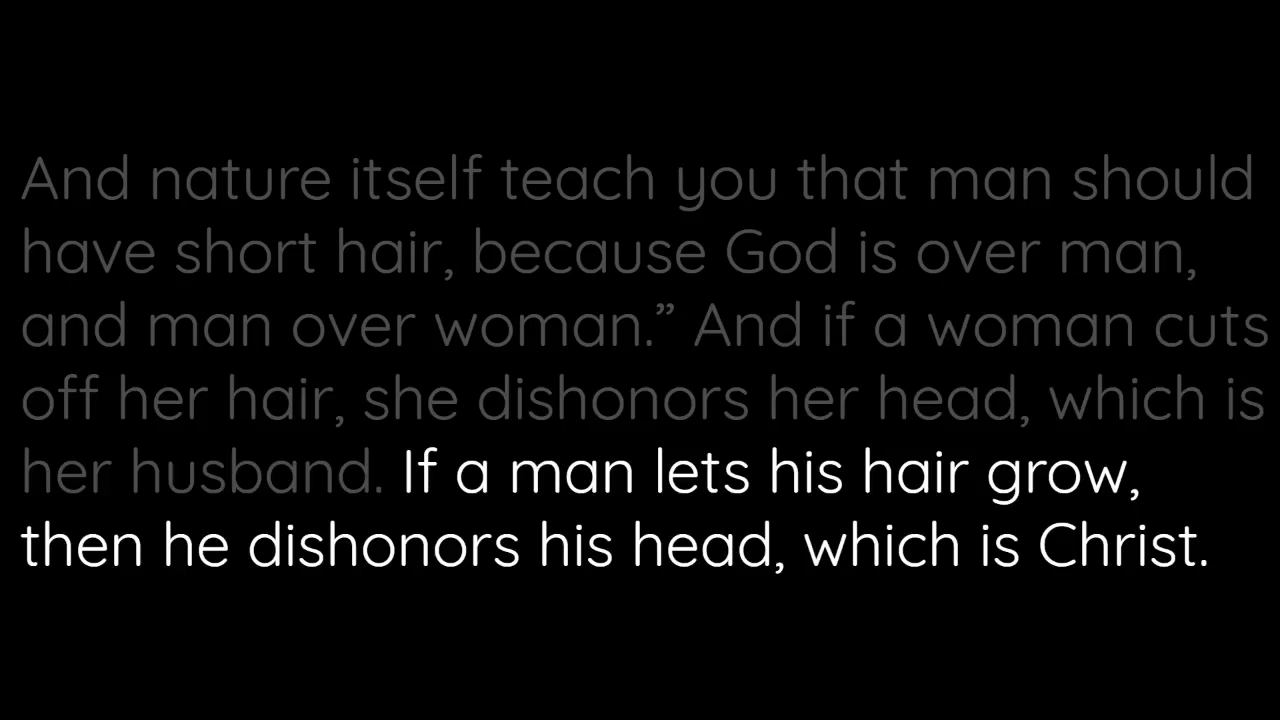 And nature itself teach you that man should
have short hair, because God is over man,
and man over woman.” And if a woman cuts
off her hair, she dishonors her head, which is
her husband. If a man lets his hair grow,
then he dishonors his head, which is Christ.